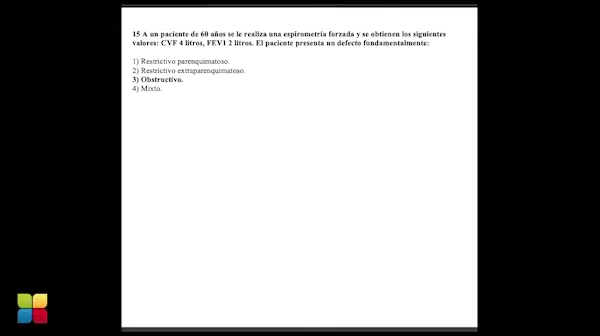 15 A un paciente de 60 años se le realiza una espirometría forzada y se obtienen los siguientes
valores: CVF 4 litros, FEV1 2 litros. El paciente presenta un defecto fundamentalmente:
1) Restrictivo parenquimatoso.
2) Restrictivo extraparenquimatoso.
3) Obstructivo.
4) Mixto.